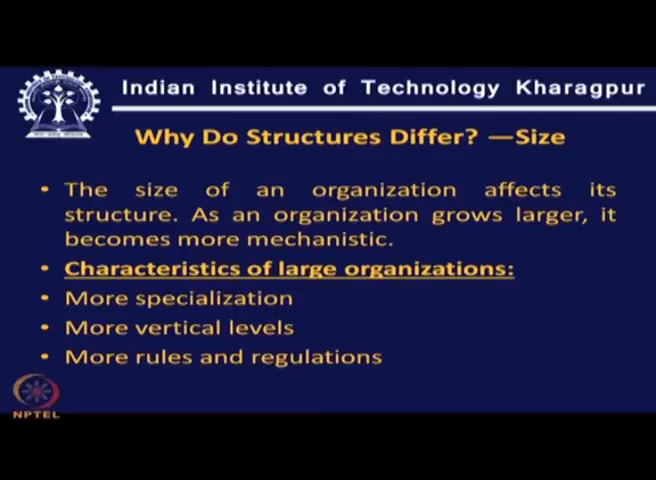 Indian Institute of Technology Kharagpur
Why Do Structures Differ? —Size
• The size of an organization affects its
structure. As an organization grows larger, it
becomes more mechanistic.
• Characteristics of large organizations:
• More specialization
• More vertical levels
• More rules and regulations
NPTEL